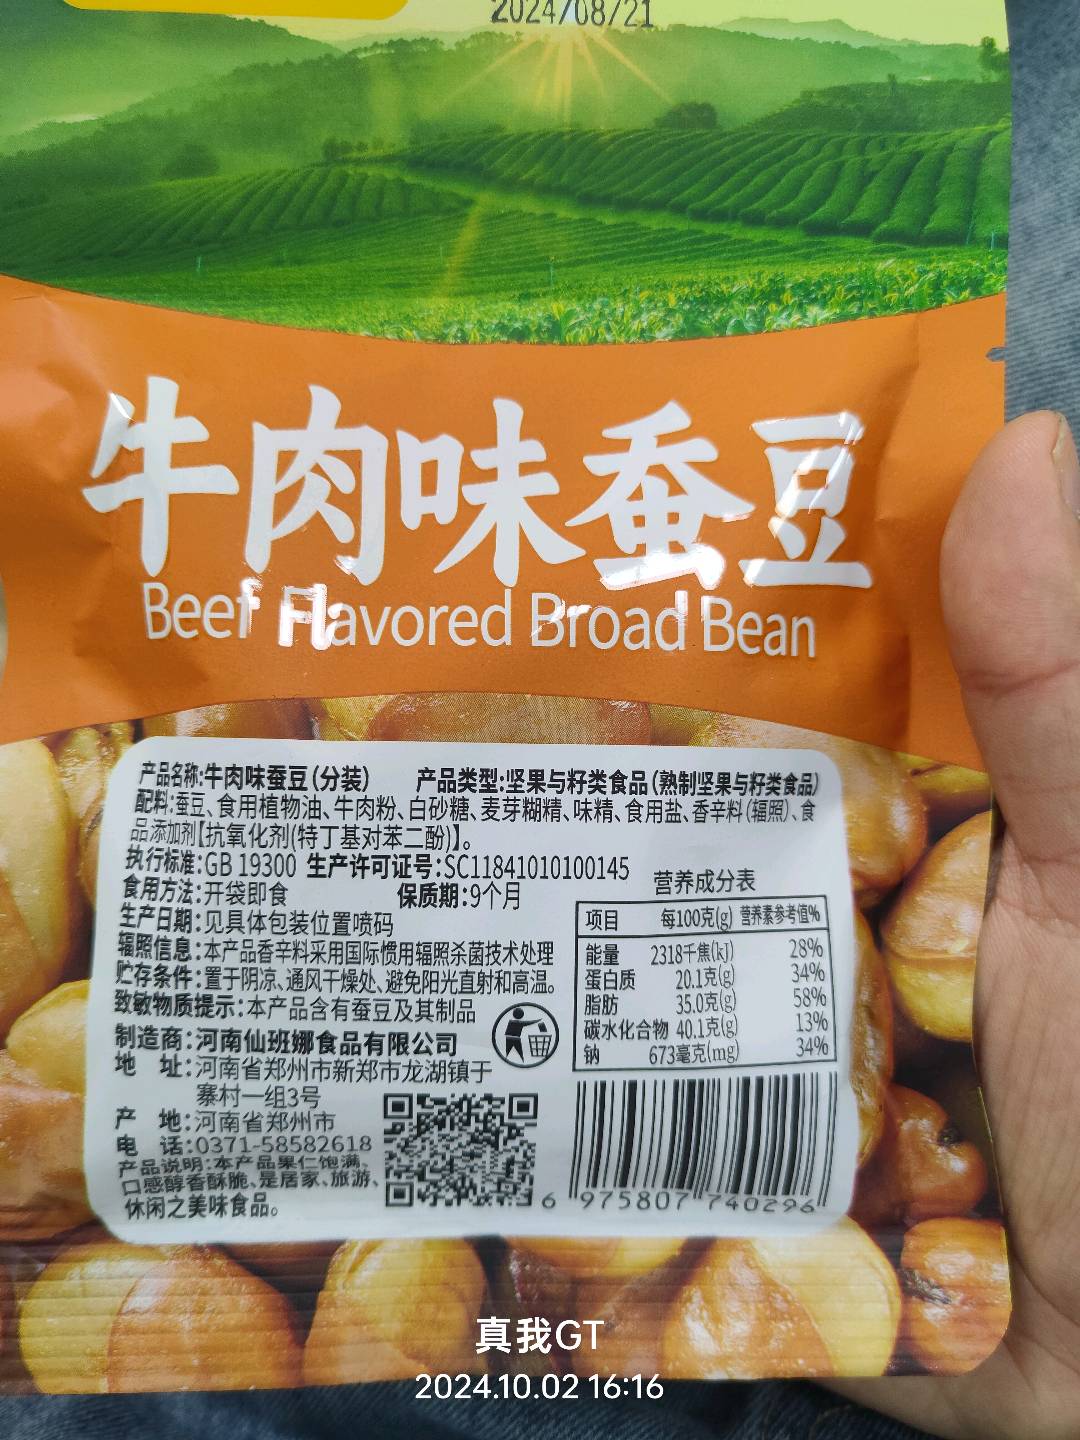 2024/08/21
牛肉味蚕豆
Beef Flavored Broad Bean
产品名称:牛肉味蚕豆(分装) 产品类型:坚果与籽类食品(熟制坚果与籽类食品)
配料:蚕豆、食用植物油、牛肉粉、白砂糖、麦芽糊精、味精、食用盐、香辛料(辐照)、食
品添加剂【抗氧化剂(特丁基对苯二酚)】。
执行标准:GB 19300 生产许可证号:SC11841010100145
食用方法:开袋即食 保质期:9个月
生产日期:见具体包装位置喷码
辐照信息:本产品香辛料采用国际惯用辐照杀菌技术处理
贮存条件:置于阴凉、通风干燥处、避免阳光直射和高温。
致敏物质提示:本产品含有蚕豆及其制品
制造商:河南仙班娜食品有限公司
地 址:河南省郑州市新郑市龙湖镇于
寨村一组3号
产 地:河南省郑州市
电 话:0371-58582618
产品说明:本产品果仁饱满、
口感醇香酥脆、是居家、旅游、
休闲之美味食品。
营养成分表
项目 每100克(g) 营养素参考值%
能量 2318千焦(kJ) 28%
蛋白质 20.1克(g) 34%
脂肪 35.0克(g) 58%
碳水化合物 40.1克(g) 13%
钠 673毫克(mg) 34%
6 975807 740296
真我GT
2024.10.02 16:16